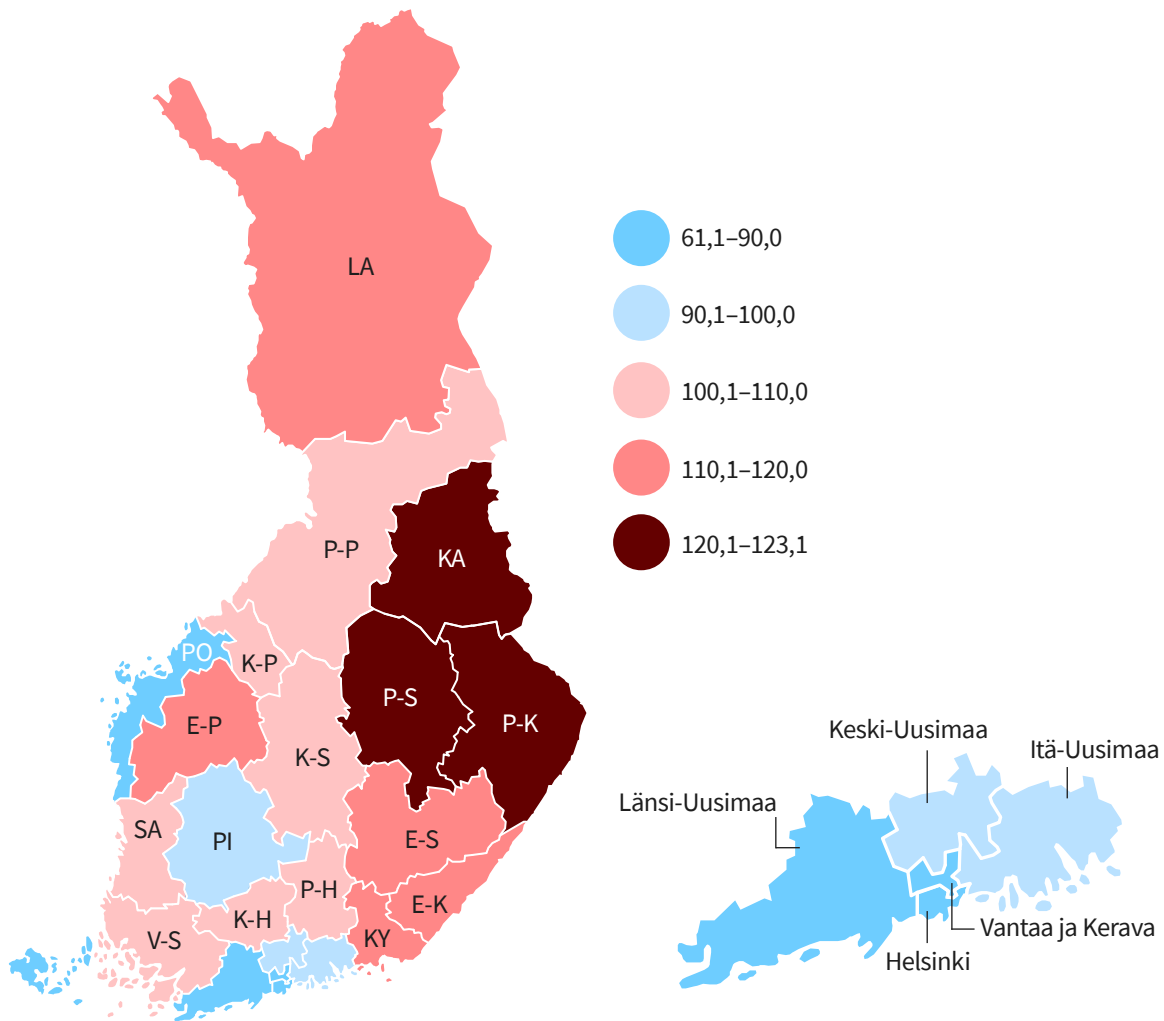 LA
61,1–90,0
90,1–100,0
100,1–110,0
110,1–120,0
120,1–123,1
P-P
KA
PO
K-P
P-S
E-P
P-K
K-S
SA
PI
E-S
P-H
E-K
K-H
V-S
KY
Keski-Uusimaa
Itä-Uusimaa
Länsi-Uusimaa
Vantaa ja Kerava
Helsinki